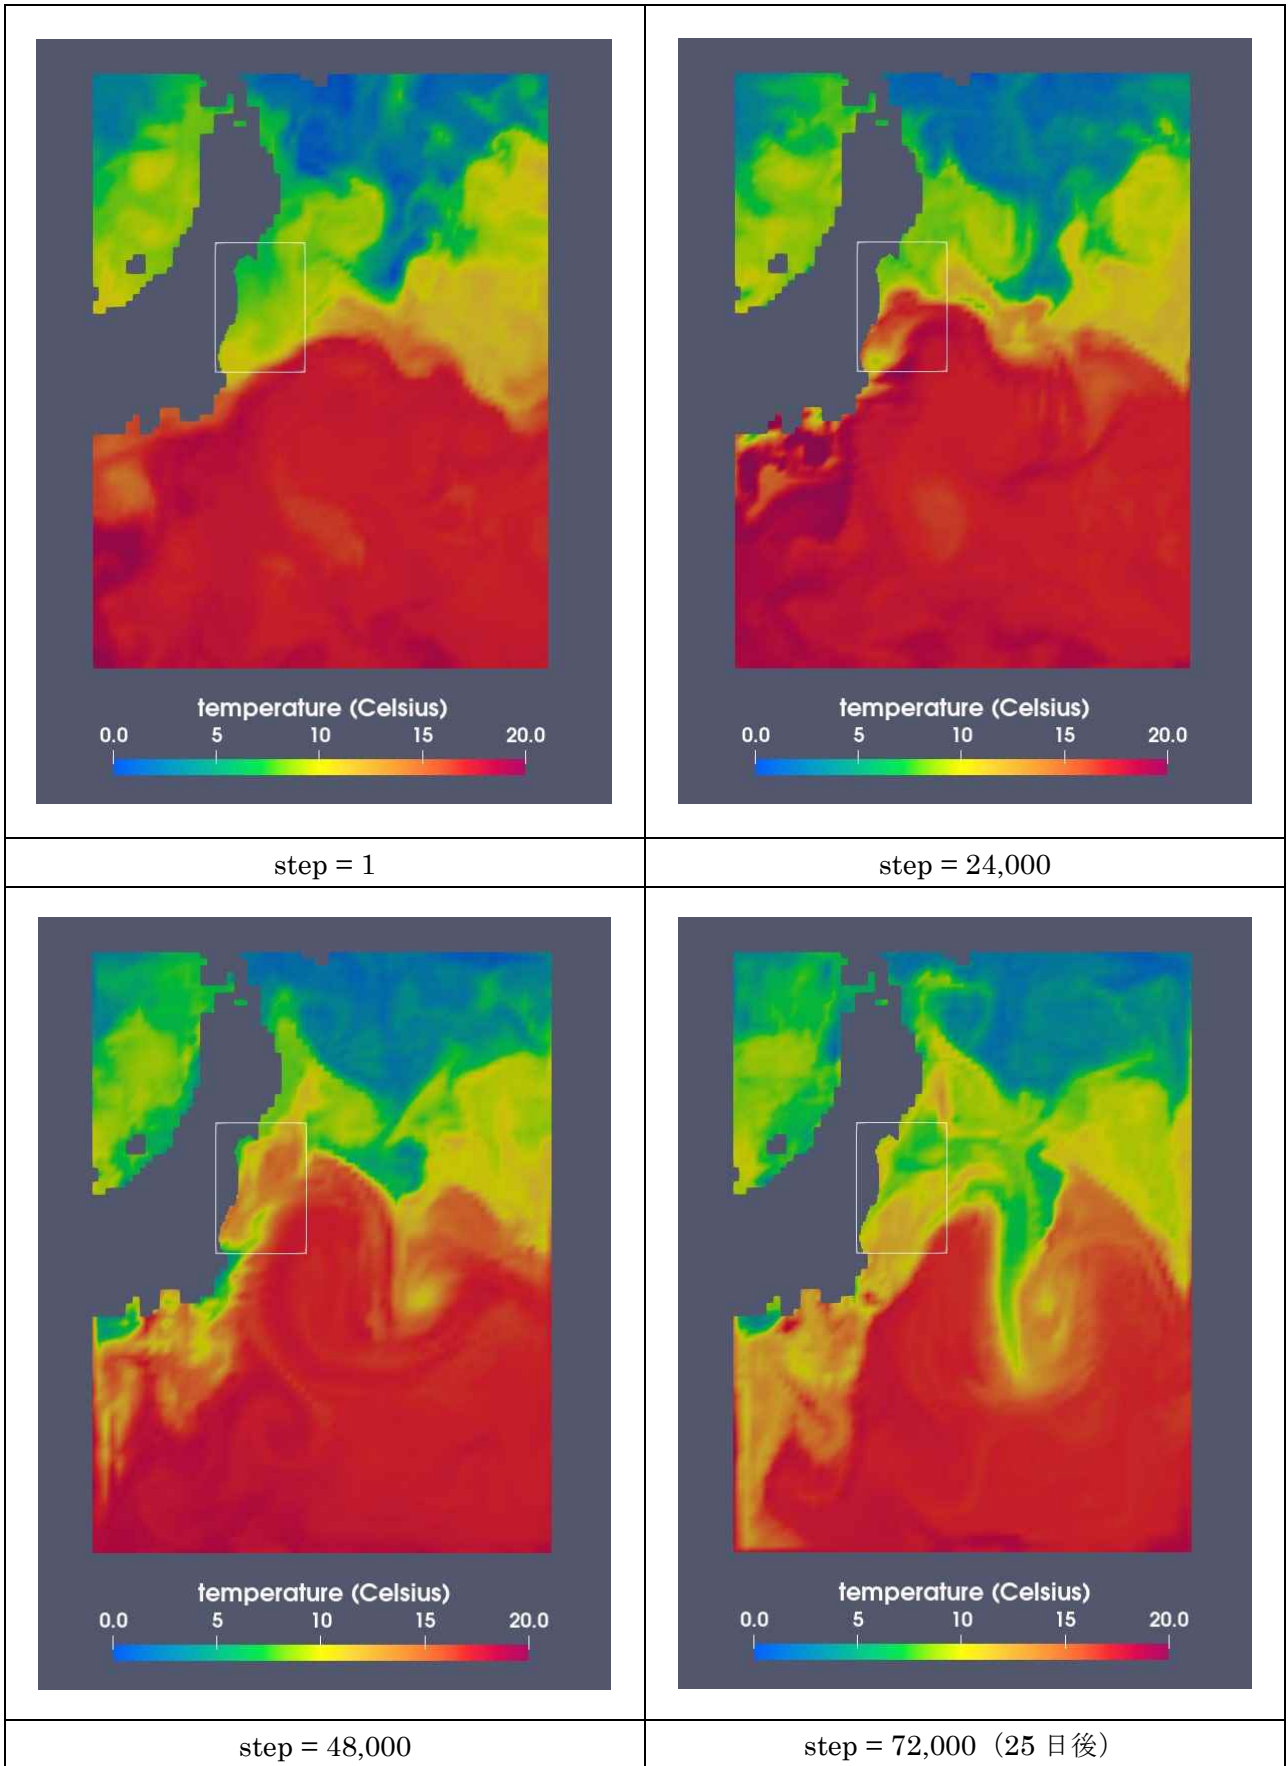 temperature (Celsius)
0.0 5 10 15 20.0
temperature (Celsius)
0.0 5 10 15 20.0
step = 1
step = 24,000
temperature (Celsius)
0.0 5 10 15 20.0
temperature (Celsius)
0.0 5 10 15 20.0
step = 48,000
step = 72,000（25 日後）